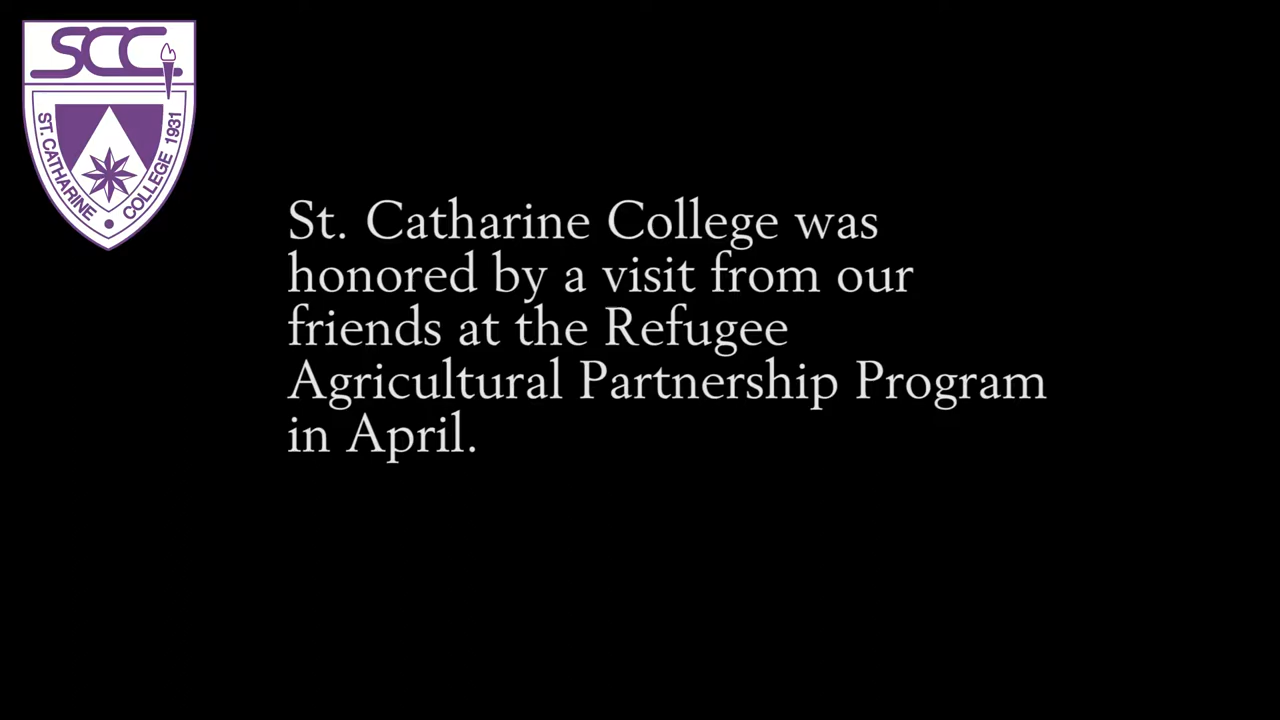 SCC
ST. CATHARINE COLLEGE 1931
St. Catharine College was
honored by a visit from our
friends at the Refugee
Agricultural Partnership Program
in April.